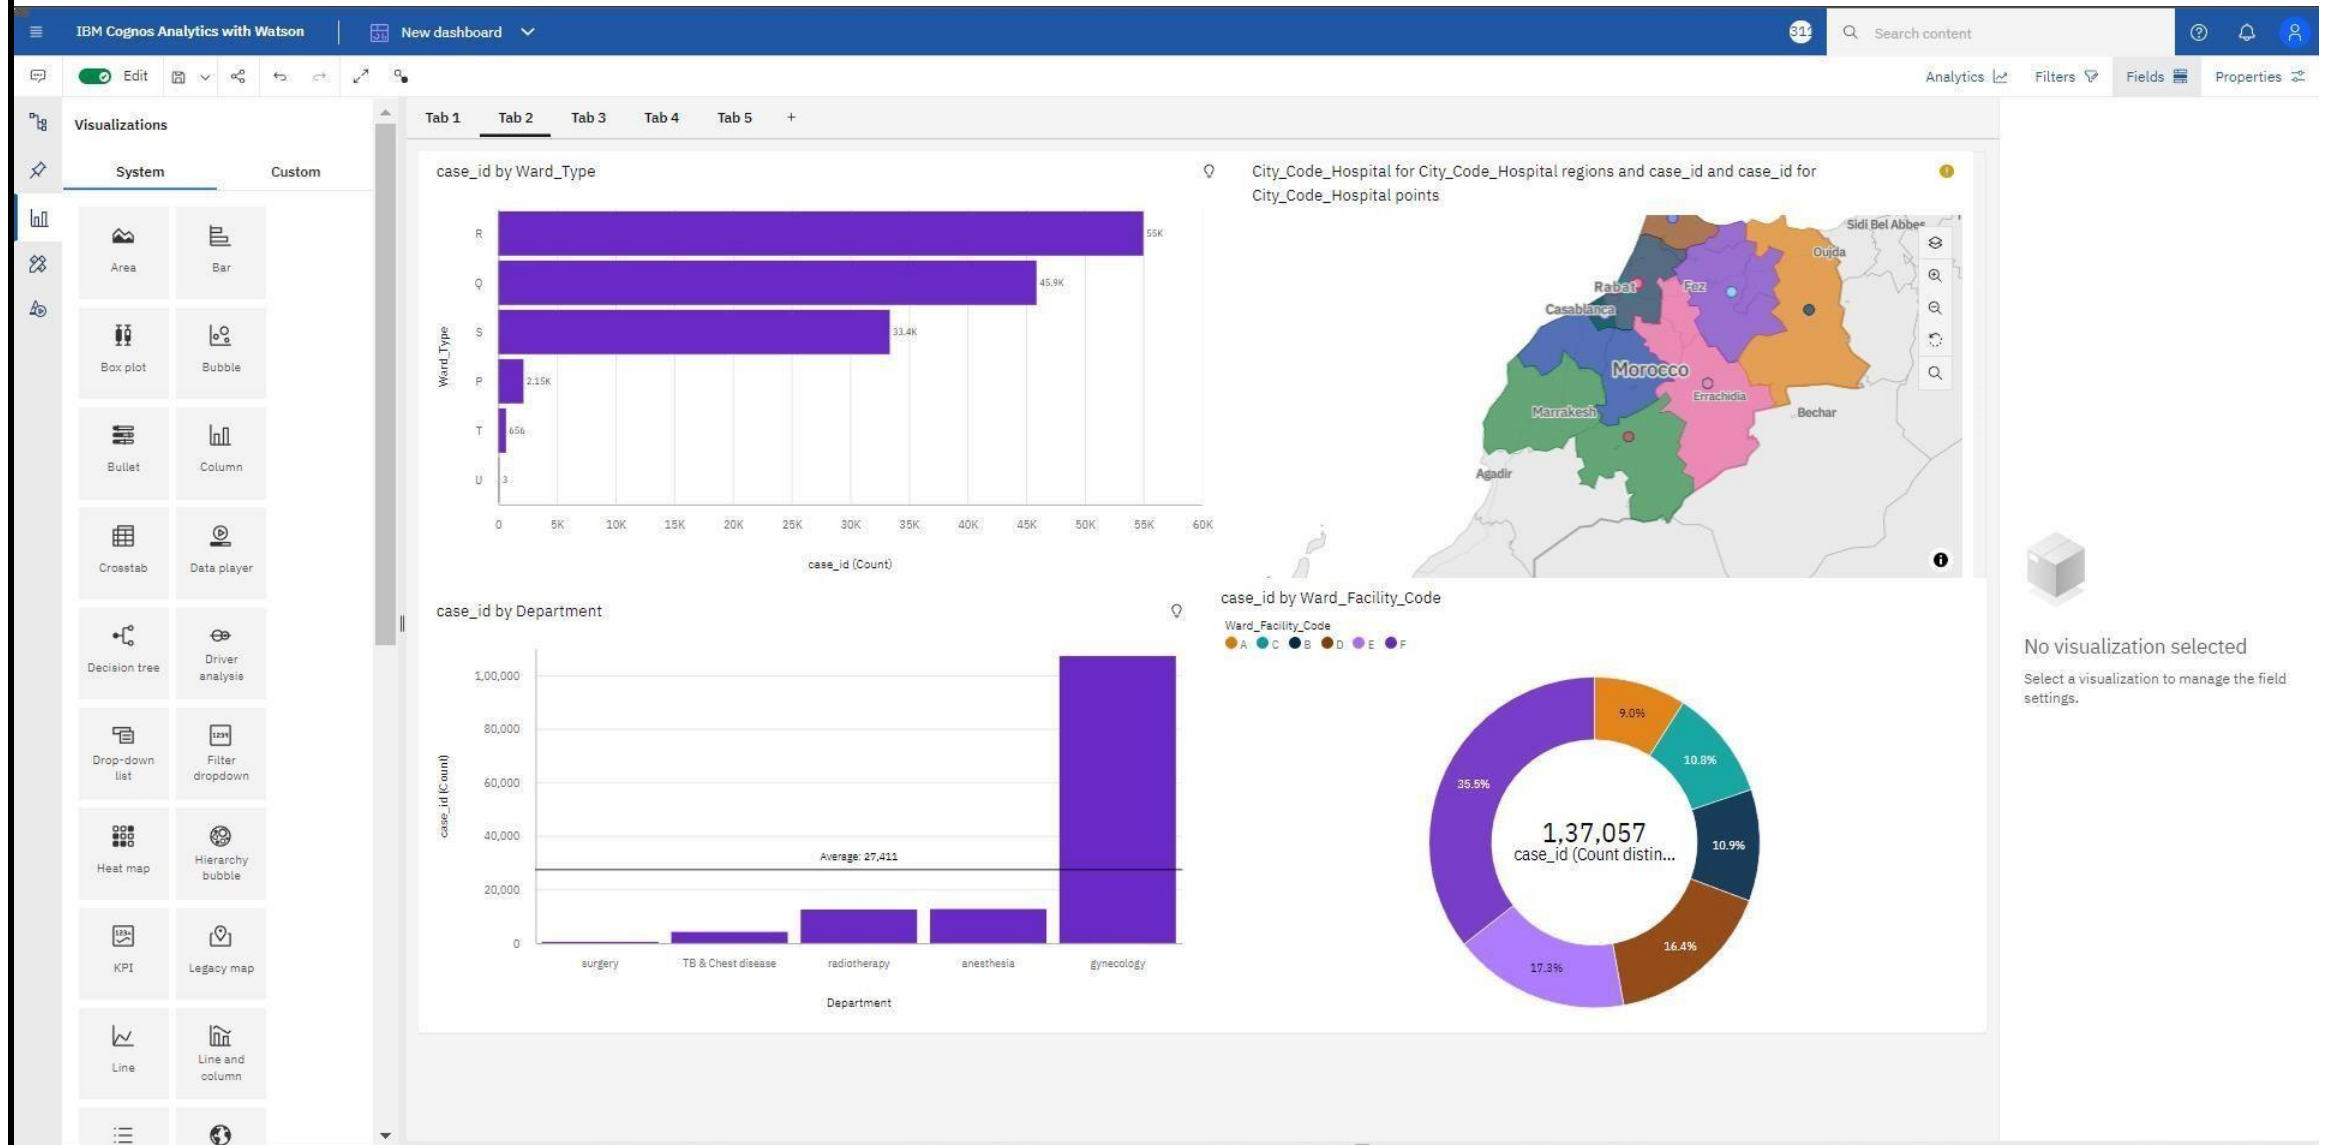 IBM Cognos Analytics with Watson
New dashboard
311
Search content
Edit
Analytics
Filters
Fields
Properties
Visualizations
System
Custom
Area
Bar
Box plot
Bubble
Bullet
Column
Crosstab
Data player
Decision tree
Driver
analysis
Drop-down
list
Filter
dropdown
Heat map
Hierarchy
bubble
KPI
Legacy map
Line
Line and
column
Tab 1
Tab 2
Tab 3
Tab 4
Tab 5
+
case_id by Ward_Type
Ward_Type
R
55K
Q
45.9K
S
33.4K
P
2.15K
T
656
U
3
0 5K 10K 15K 20K 25K 30K 35K 40K 45K 50K 55K 60K
case_id (Count)
City_Code_Hospital for City_Code_Hospital regions and case_id and case_id for
City_Code_Hospital points
Sidi Bel Abbes
Oujda
Rabat
Fez
Casablanca
Morocco
Errachidia
Marrakesh
Bechar
Agadir
case_id by Department
case_id (Count)
1,00,000
80,000
60,000
40,000
20,000
0
Average: 27,411
surgery
TB & Chest disease
radiotherapy
anesthesia
gynecology
Department
case_id by Ward_Facility_Code
Ward_Facility_Code
A C B D E F
9.0%
10.8%
10.9%
16.4%
17.3%
35.5%
1,37,057
case_id (Count distin...
No visualization selected
Select a visualization to manage the field
settings.